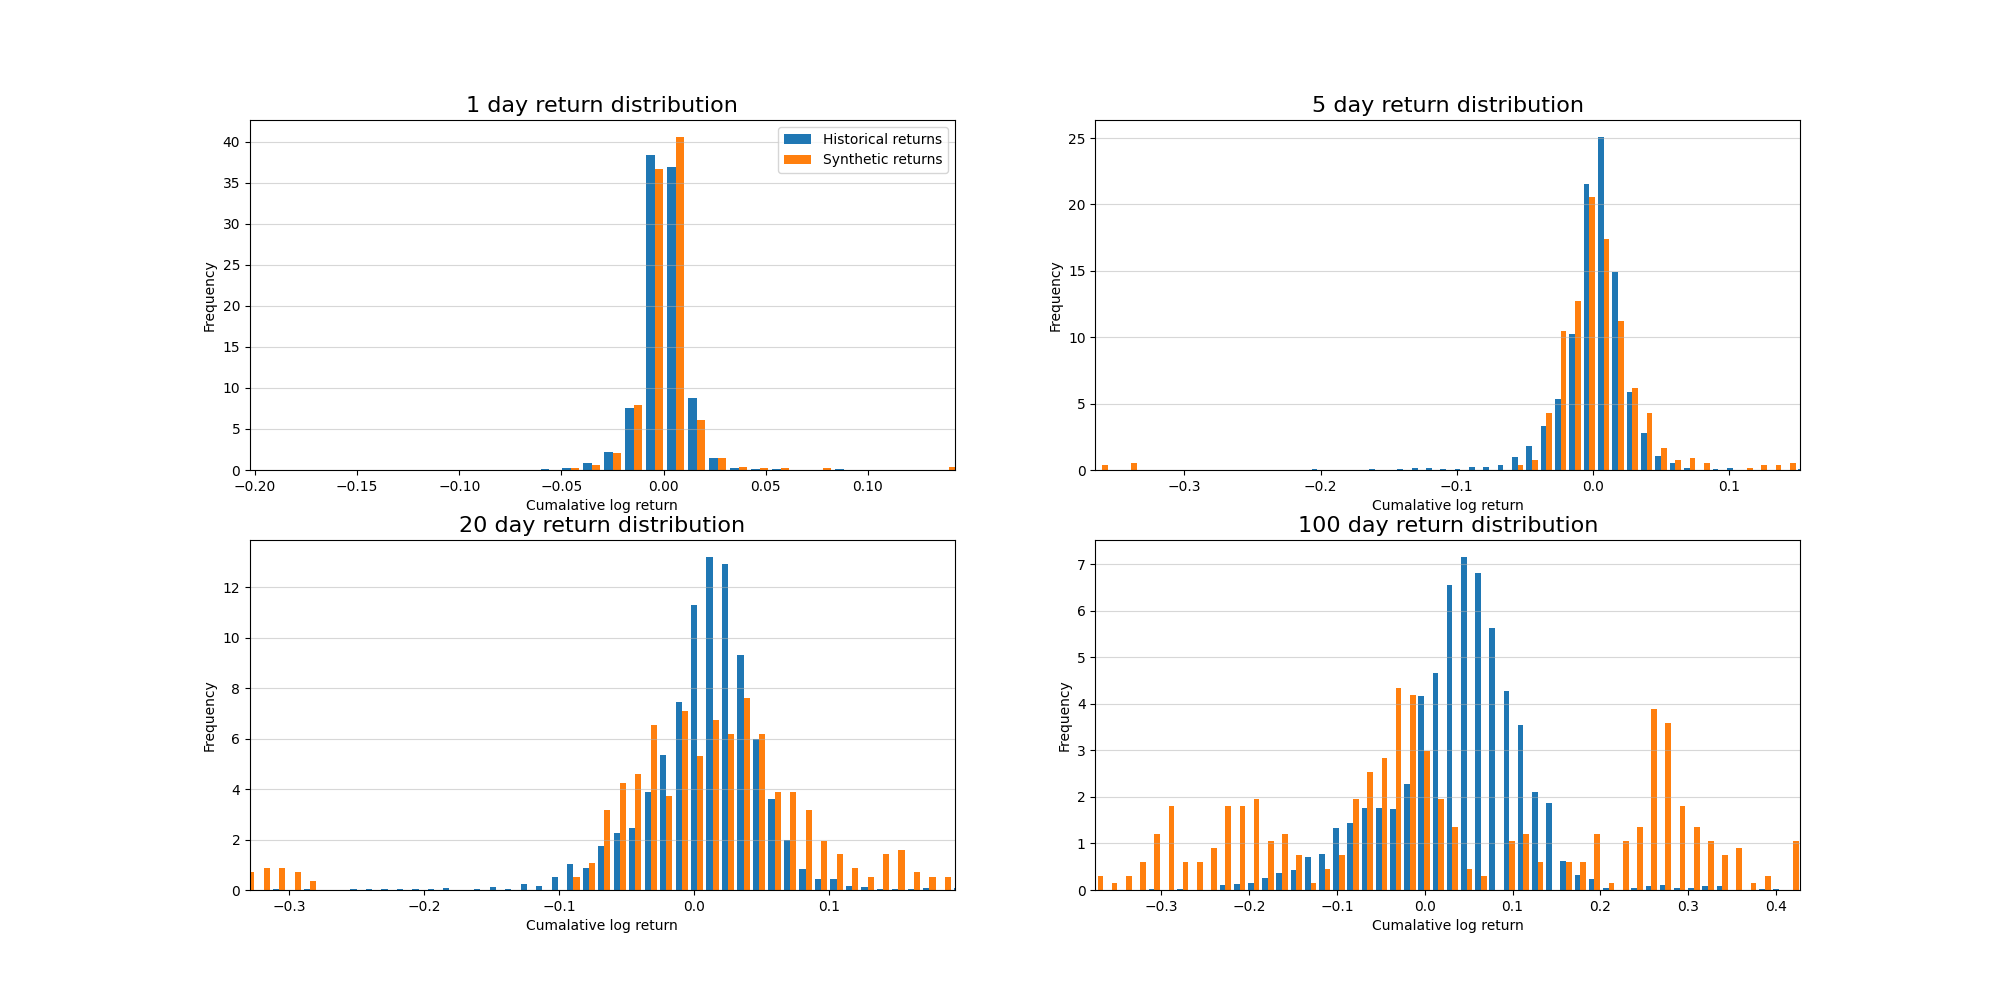 1 day return distribution
40
35
30
25
20
15
10
5
0
Frequency
Historical returns
Synthetic returns
−0.20 −0.15 −0.10 −0.05 0.00 0.05 0.10
Cumalative log return
5 day return distribution
25
20
15
10
5
0
Frequency
−0.3 −0.2 −0.1 0.0 0.1
Cumalative log return
20 day return distribution
12
10
8
6
4
2
0
Frequency
−0.3 −0.2 −0.1 0.0 0.1
Cumalative log return
100 day return distribution
7
6
5
4
3
2
1
0
Frequency
−0.3 −0.2 −0.1 0.0 0.1 0.2 0.3 0.4
Cumalative log return